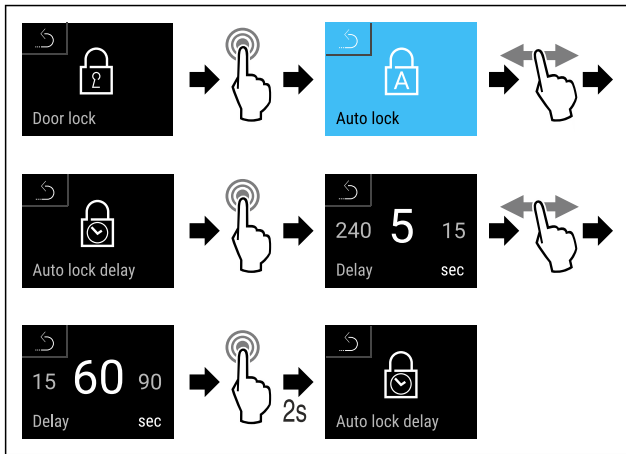 Door lock
A
Auto lock
Auto lock delay
240 5 15
Delay sec
15 60 90
Delay sec
2s
Auto lock delay